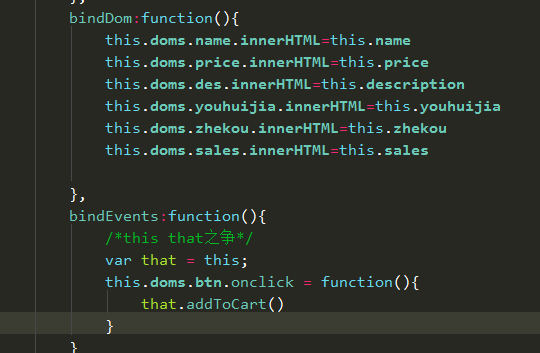 },
bindDom:function(){
this.doms.name.innerHTML=this.name
this.doms.price.innerHTML=this.price
this.doms.des.innerHTML=this.description
this.doms.youhuijia.innerHTML=this.youhuijia
this.doms.zhekou.innerHTML=this.zhekou
this.doms.sales.innerHTML=this.sales
},
bindEvents:function(){
/*this that之争*/
var that = this;
this.doms.btn.onclick = function(){
that.addToCart()
}
}